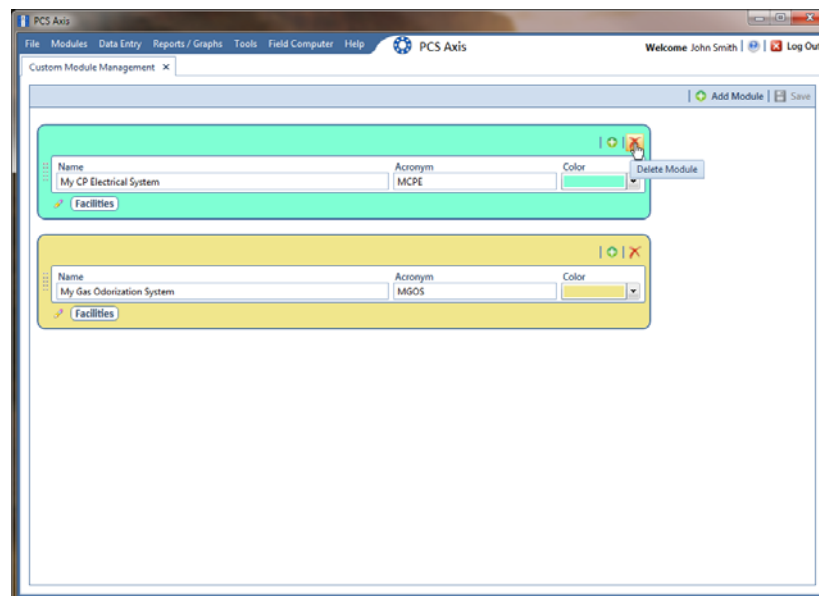 PCS Axis
File Modules Data Entry Reports / Graphs Tools Field Computer Help PCS Axis Welcome John Smith | | Log Out
Custom Module Management ×
| Add Module | Save
Name Acronym Color Delete Module
My CP Electrical System MCPE
Facilities
Name Acronym Color
My Gas Odorization System MGOS
Facilities